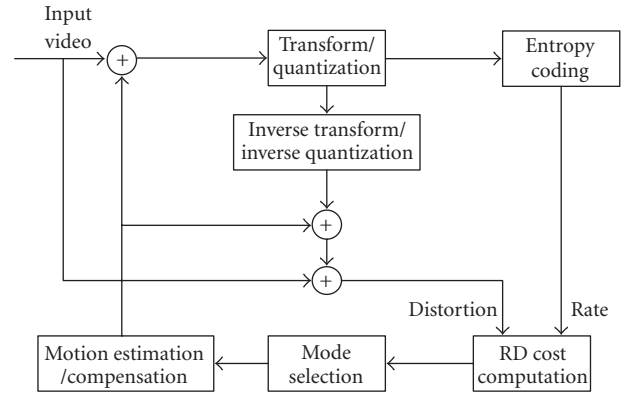 Input
video
+
Transform/
quantization
Entropy
coding
Inverse transform/
inverse quantization
+
+
Distortion
Rate
Motion estimation
/compensation
Mode
selection
RD cost
computation